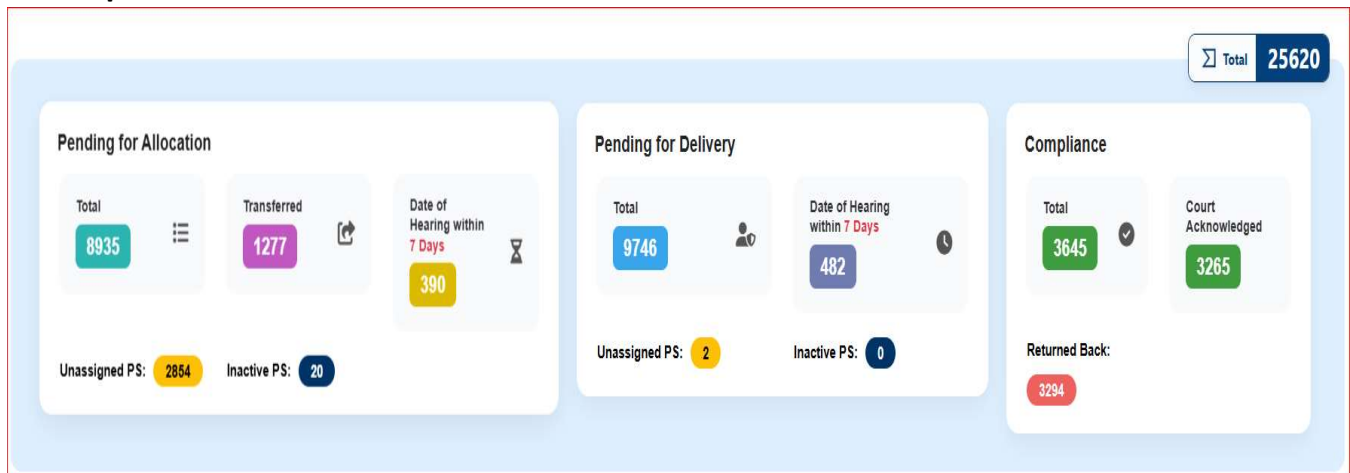 Σ Total 25620
Pending for Allocation
Total
8935
Transferred
1277
Date of
Hearing within
7 Days
390
Unassigned PS: 2854 Inactive PS: 20
Pending for Delivery
Total
9746
Date of Hearing
within 7 Days
482
Unassigned PS: 2 Inactive PS: 0
Compliance
Total
3645
Court
Acknowledged
3265
Returned Back:
3294